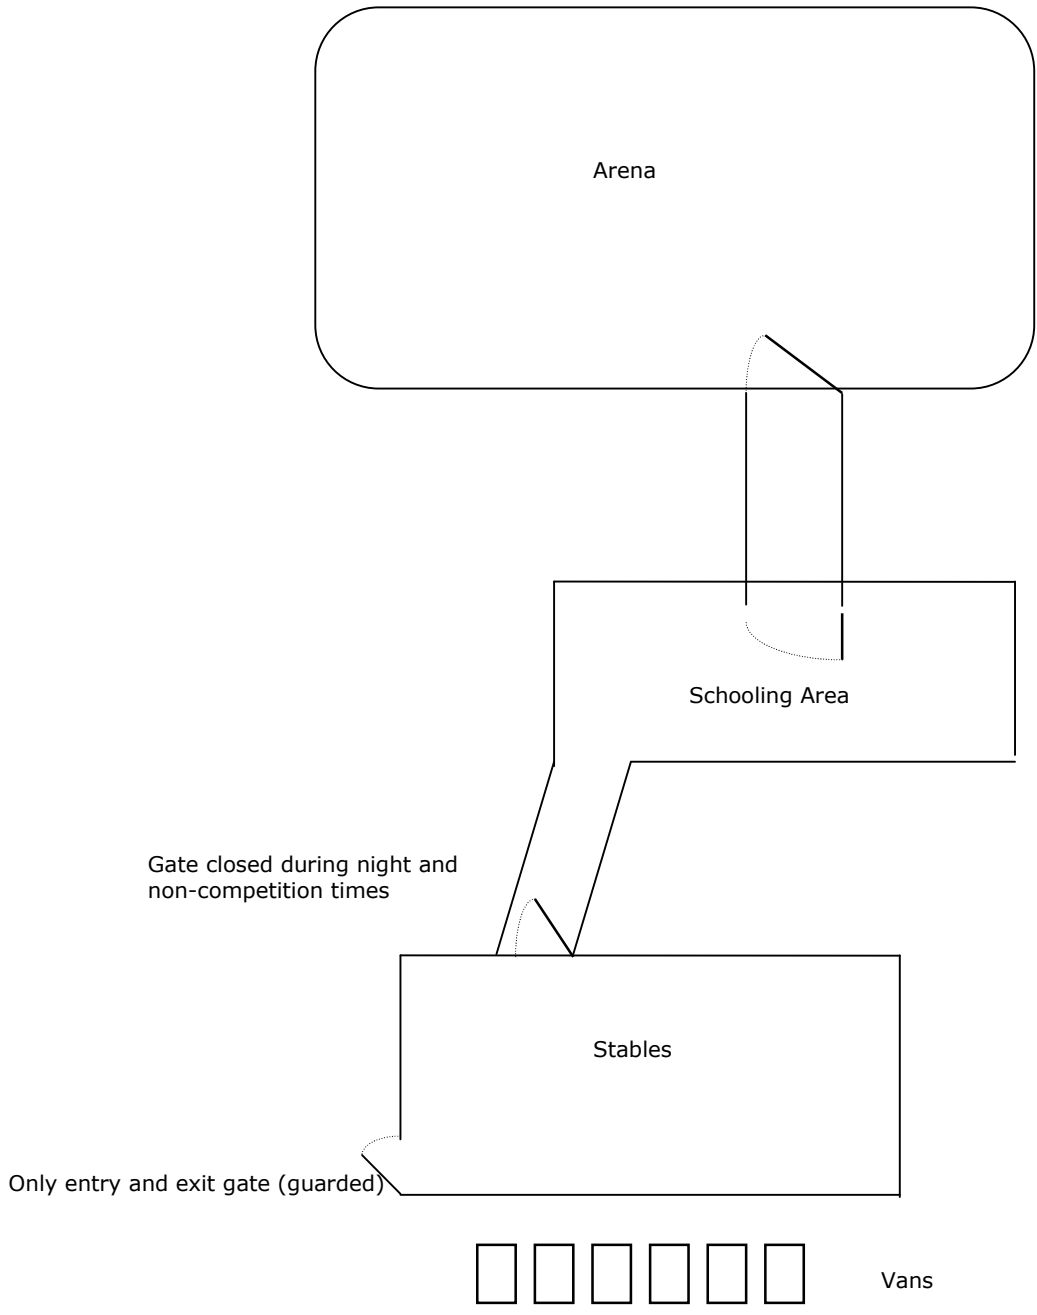 Arena
Schooling Area
Gate closed during night and
non-competition times
Stables
Only entry and exit gate (guarded)
Vans